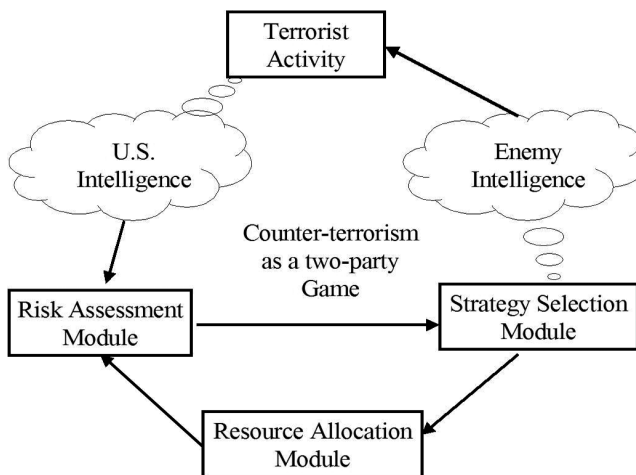 Terrorist
Activity
U.S.
Intelligence
Enemy
Intelligence
Counter-terrorism
as a two-party
Game
Risk Assessment
Module
Strategy Selection
Module
Resource Allocation
Module